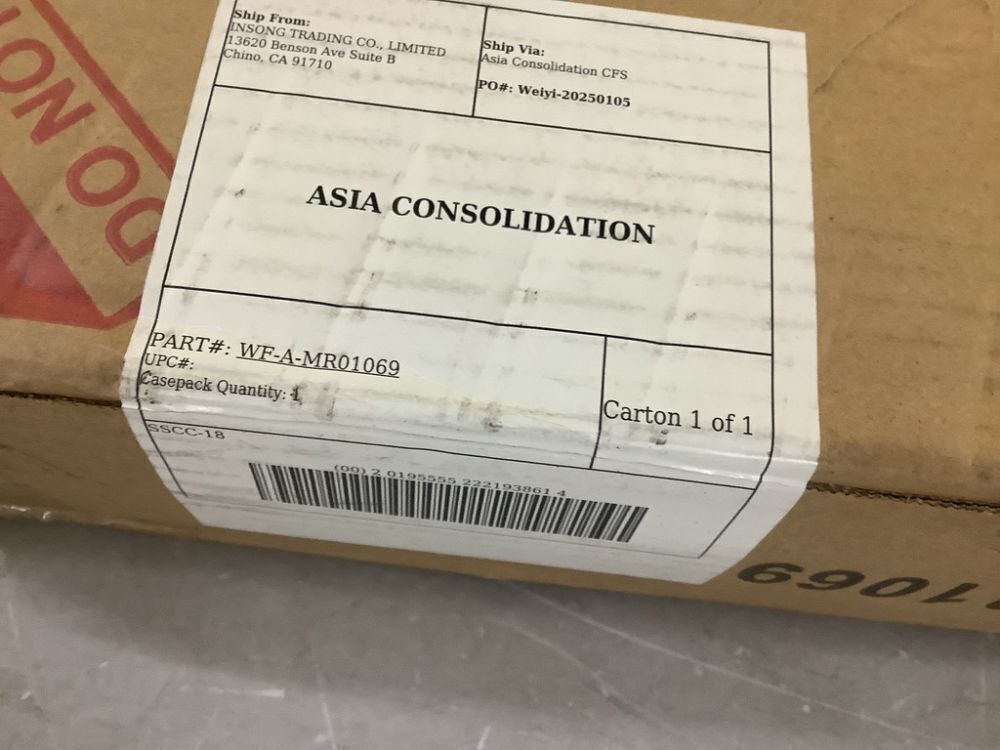 Ship From:
INSONG TRADING CO., LIMITED
13620 Benson Ave Suite B
Chino, CA 91710
Ship Via:
Asia Consolidation CFS
PO#: Weiyi-20250105
ASIA CONSOLIDATION
PART#: WF-A-MR01069
UPC#:
Casepack Quantity: 1
Carton 1 of 1
SSCC-18
(00) 2 0195555 222193861 4
DO NO
1069